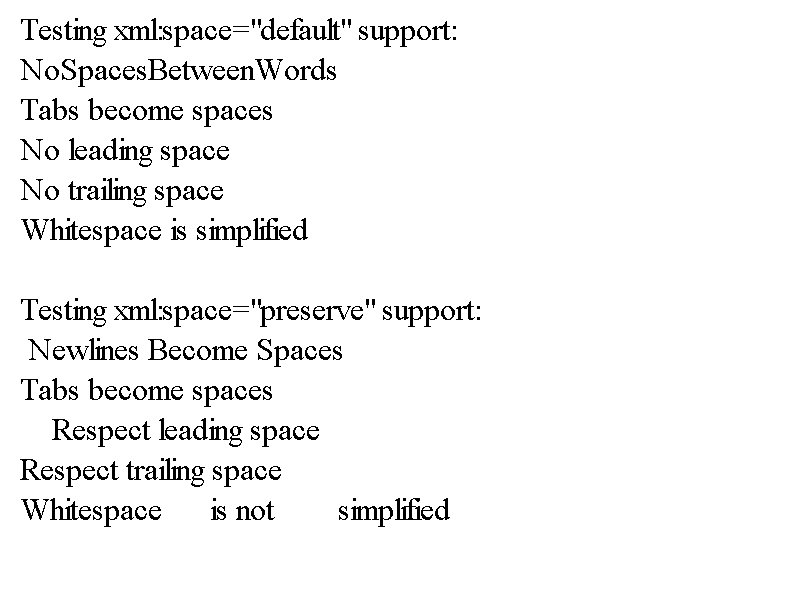 Testing xml:space="default" support:
NoSpacesBetweenWords
Tabs become spaces
No leading space
No trailing space
Whitespace is simplified
Testing xml:space="preserve" support:
 Newlines Become Spaces
Tabs become spaces
    Respect leading space
Respect trailing space
Whitespace      is not        simplified